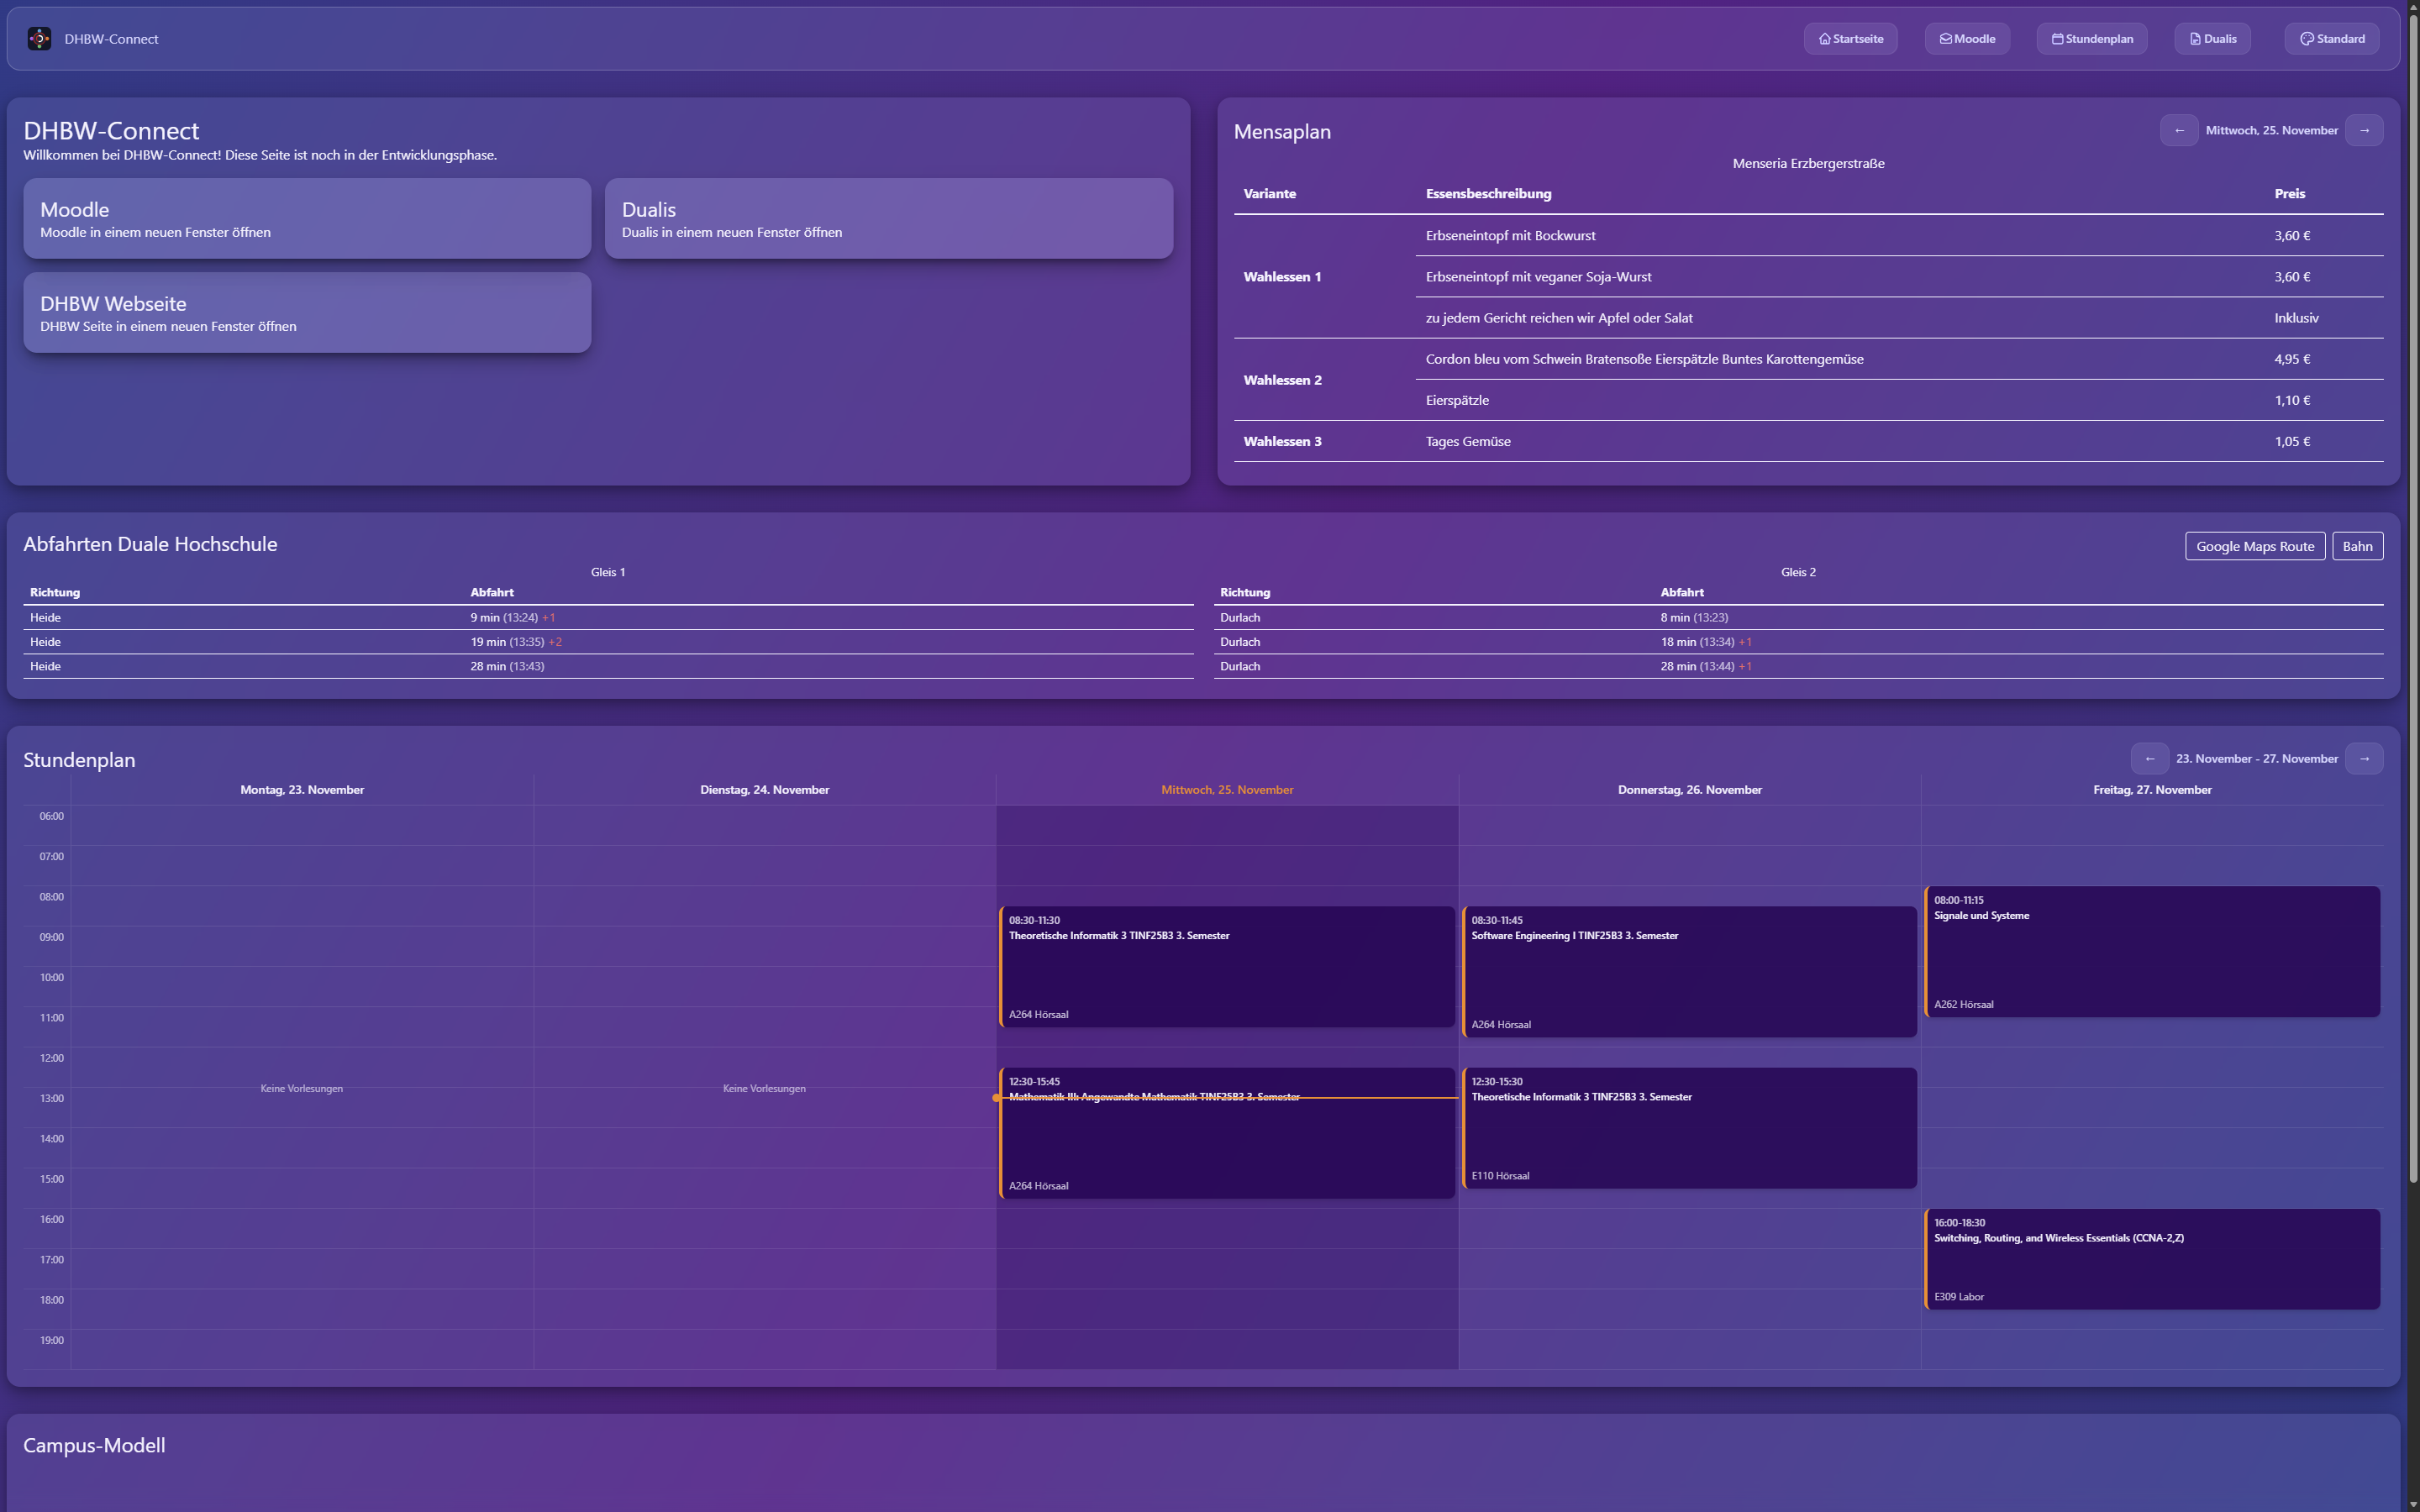 DHBW-Connect
Startseite
Moodle
Stundenplan
Dualis
Standard
DHBW-Connect
Willkommen bei DHBW-Connect! Diese Seite ist noch in der Entwicklungsphase.
Moodle
Moodle in einem neuen Fenster öffnen
Dualis
Dualis in einem neuen Fenster öffnen
DHBW Webseite
DHBW Seite in einem neuen Fenster öffnen
Mensaplan
← Mittwoch, 25. November →
Menseria Erzbergerstraße
Variante Essensbeschreibung Preis
Wahlessen 1
Erbseneintopf mit Bockwurst 3,60 €
Erbseneintopf mit veganer Soja-Wurst 3,60 €
zu jedem Gericht reichen wir Apfel oder Salat Inklusiv
Wahlessen 2
Cordon bleu vom Schwein Bratensoße Eierspätzle Buntes Karottengemüse 4,95 €
Eierspätzle 1,10 €
Wahlessen 3 Tages Gemüse 1,05 €
Abfahrten Duale Hochschule
Google Maps Route
Bahn
Gleis 1
Richtung Abfahrt
Heide 9 min (13:24) +1
Heide 19 min (13:35) +2
Heide 28 min (13:43)
Gleis 2
Richtung Abfahrt
Durlach 8 min (13:23)
Durlach 18 min (13:34) +1
Durlach 28 min (13:44) +1
Stundenplan
← 23. November - 27. November →
Montag, 23. November
Dienstag, 24. November
Mittwoch, 25. November
Donnerstag, 26. November
Freitag, 27. November
06:00
07:00
08:00
09:00
10:00
11:00
12:00
13:00
14:00
15:00
16:00
17:00
18:00
19:00
Keine Vorlesungen
Keine Vorlesungen
08:30-11:30
Theoretische Informatik 3 TINF25B3 3. Semester
A264 Hörsaal
12:30-15:45
Mathematik III: Angewandte Mathematik TINF25B3 3. Semester
A264 Hörsaal
08:30-11:45
Software Engineering I TINF25B3 3. Semester
A264 Hörsaal
12:30-15:30
Theoretische Informatik 3 TINF25B3 3. Semester
E110 Hörsaal
08:00-11:15
Signale und Systeme
A262 Hörsaal
16:00-18:30
Switching, Routing, and Wireless Essentials (CCNA-2,Z)
E309 Labor
Campus-Modell